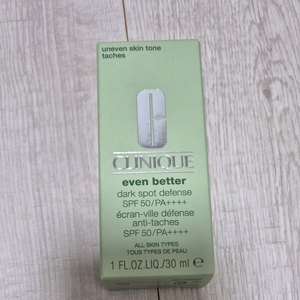 uneven skin tone
taches
CLINIQUE
even better
dark spot defense
SPF 50/PA++++
écran-ville défense
anti-taches
SPF 50/PA++++
ALL SKIN TYPES
TOUS TYPES DE PEAU
1 FL.OZ.LIQ./30 ml e